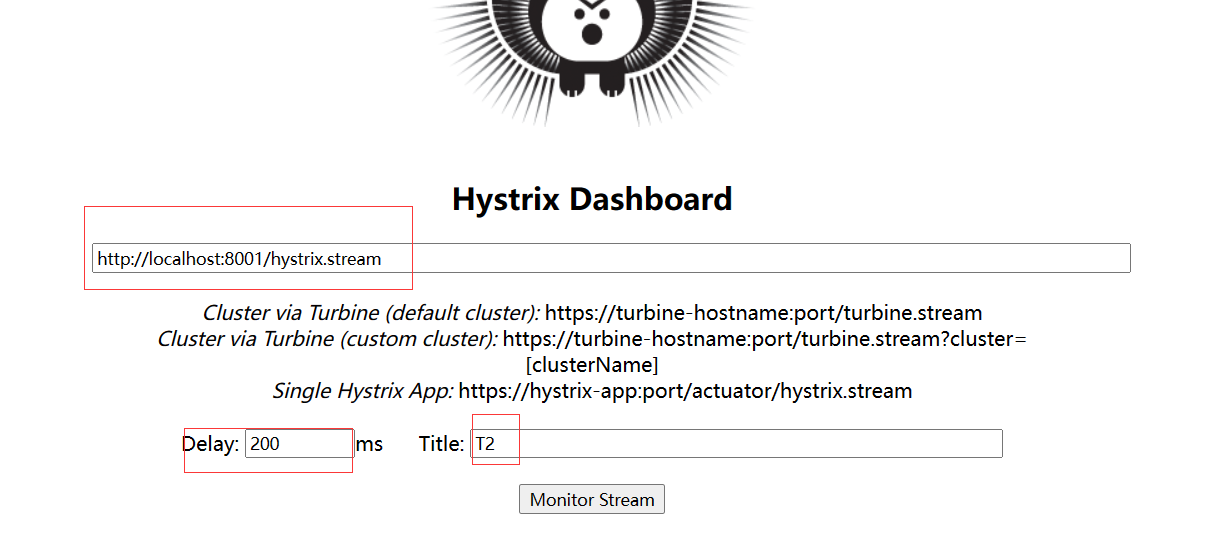 Hystrix Dashboard
http://localhost:8001/hystrix.stream
Cluster via Turbine (default cluster): https://turbine-hostname:port/turbine.stream
Cluster via Turbine (custom cluster): https://turbine-hostname:port/turbine.stream?cluster=
[clusterName]
Single Hystrix App: https://hystrix-app:port/actuator/hystrix.stream
Delay: 200 ms Title: T2
Monitor Stream